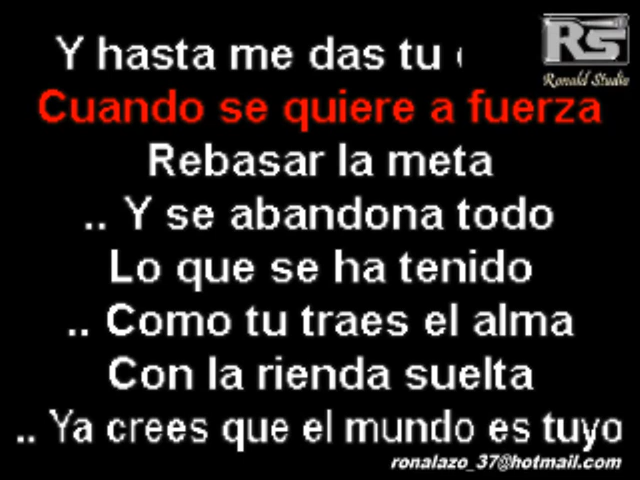 Y hasta me das tu
RS
Ronald Studio
Cuando se quiere a fuerza
Rebasar la meta
.. Y se abandona todo
Lo que se ha tenido
.. Como tu traes el alma
Con la rienda suelta
.. Ya crees que el mundo es tuyo
ronalazo_37@hotmail.com